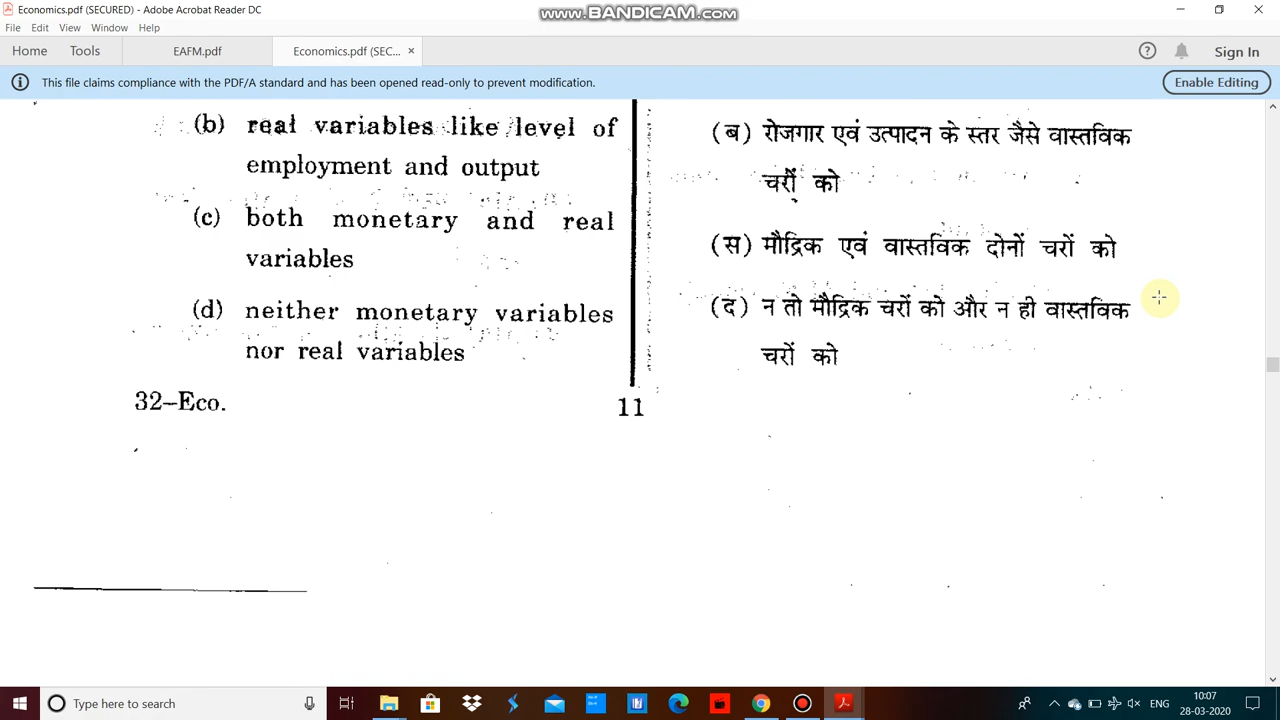 Economics.pdf (SECURED) - Adobe Acrobat Reader DC
www.BANDICAM.com
File Edit View Window Help
Home Tools EAFM.pdf Economics.pdf (SEC... × Sign In
This file claims compliance with the PDF/A standard and has been opened read-only to prevent modification. Enable Editing
(b) real variables like level of
employment and output
(c) both monetary and real
variables
(d) neither monetary variables
nor real variables
(ब) रोजगार एवं उत्पादन के स्तर जैसे वास्तविक
चरों को
(स) मौद्रिक एवं वास्तविक दोनों चरों को
(द) न तो मौद्रिक चरों को और न ही वास्तविक
चरों को
32–Eco. 11
Type here to search
ENG
10:07
28-03-2020